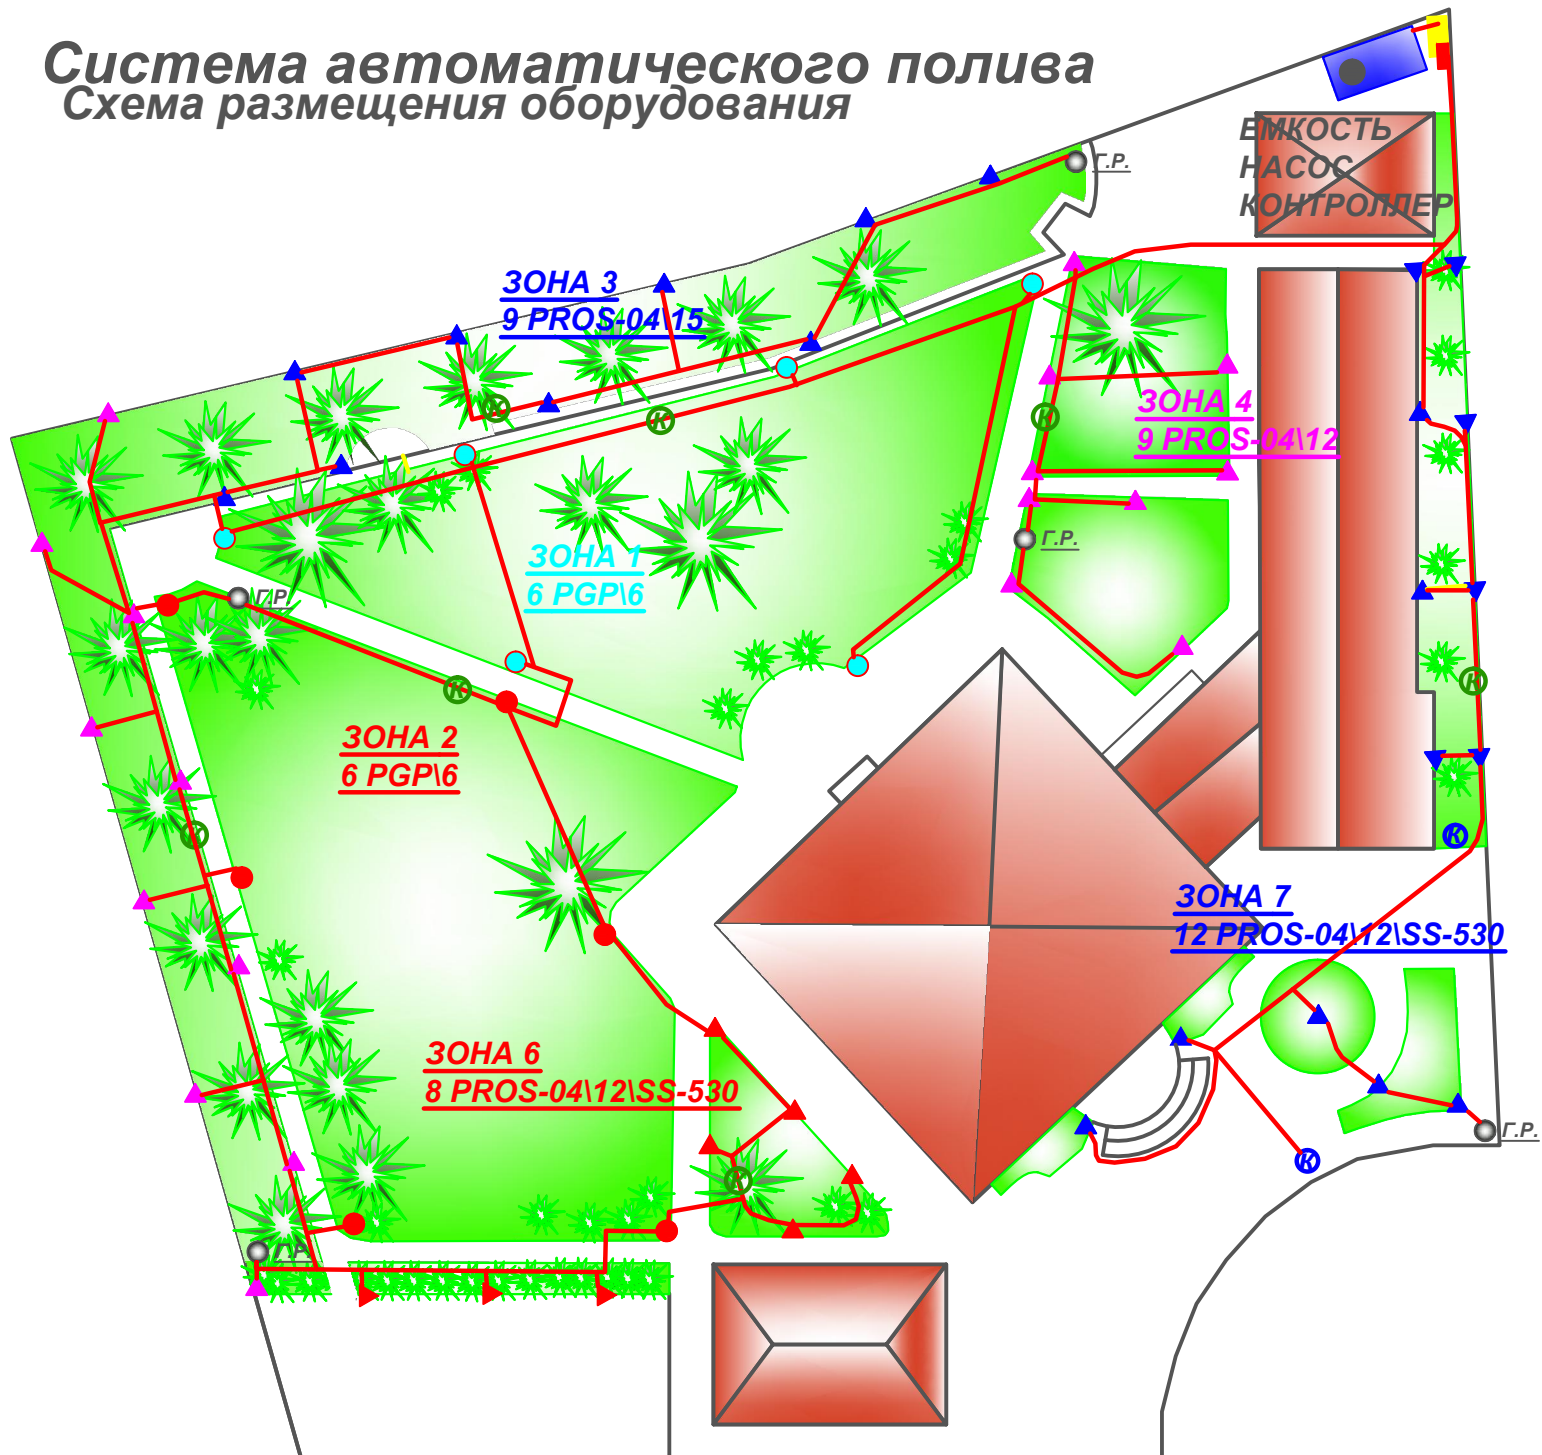 Система автоматического полива
Схема размещения оборудования
ЕМКОСТЬ
НАСОС
КОНТРОЛЛЕР
Г.Р.
ЗОНА 3
9 PROS-04\15
К
К
К
ЗОНА 4
9 PROS-04\12
Г.Р.
ЗОНА 1
6 PGP\6
Г.Р.
К
К
ЗОНА 2
6 PGP\6
К
К
ЗОНА 7
12 PROS-04\12\SS-530
ЗОНА 6
8 PROS-04\12\SS-530
Г.Р.
К
К
Г.Р.